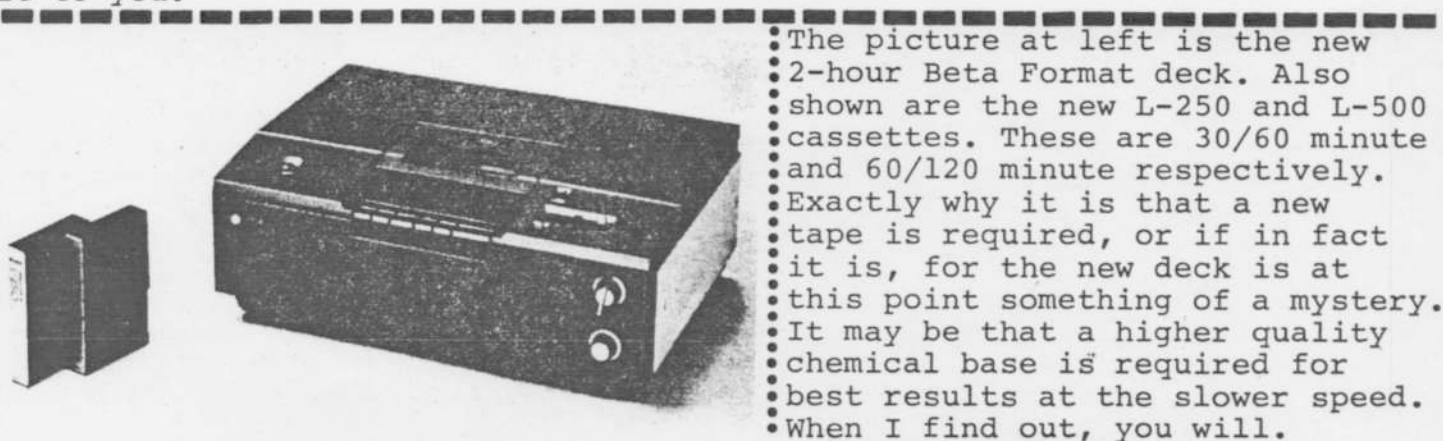 The picture at left is the new
2-hour Beta Format deck. Also
shown are the new L-250 and L-500
cassettes. These are 30/60 minute
and 60/120 minute respectively.
Exactly why it is that a new
tape is required, or if in fact
it is, for the new deck is at
this point something of a mystery.
It may be that a higher quality
chemical base is required for
best results at the slower speed.
When I find out, you will.